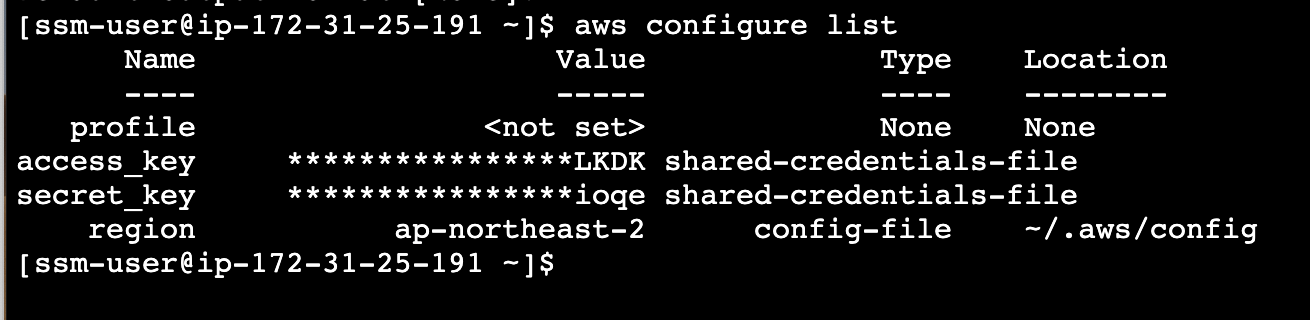 [ssm-user@ip-172-31-25-191 ~]$ aws configure list
Name Value Type Location
---- ----- ---- --------
profile <not set> None None
access_key ****************LKDK shared-credentials-file
secret_key ****************ioqe shared-credentials-file
region ap-northeast-2 config-file ~/.aws/config
[ssm-user@ip-172-31-25-191 ~]$